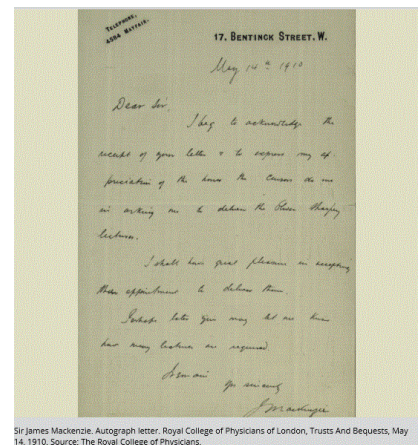 TELEPHONE,
4594 MAYFAIR.
17, BENTINCK STREET, W.
May 14th 1910
Dear Sir,
I beg to acknowledge the
receipt of your letter & to express my ap-
preciation of the honor the Censors do me
in asking me to deliver the Oliver Sharpey
lectures.
I shall have great pleasure in accepting
appointment to deliver them.
Perhaps later you may let me know
how many lectures are required.
I remain
yrs sincerely
J Mackenzie
Sir James Mackenzie. Autograph letter. Royal College of Physicians of London, Trusts And Bequests, May
14, 1910. Source: The Royal College of Physicians.